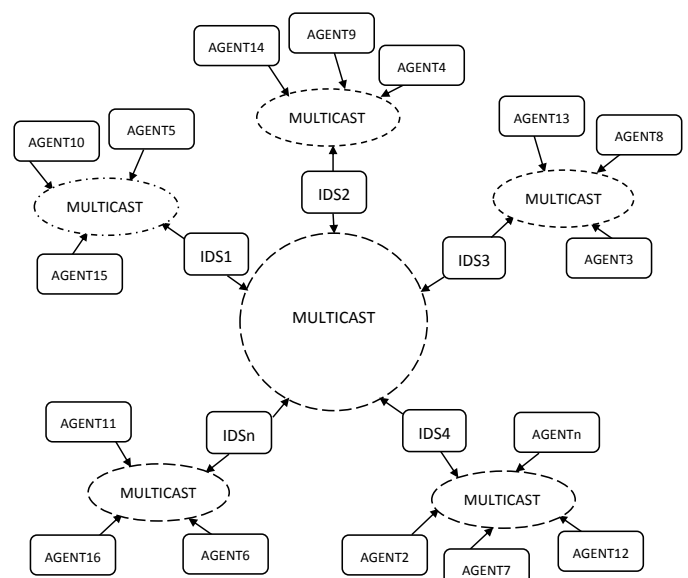 AGENT9
AGENT14
AGENT4
MULTICAST
AGENT13
AGENT8
AGENT10
AGENT5
MULTICAST
IDS2
MULTICAST
AGENT15
IDS1
IDS3
AGENT3
MULTICAST
AGENT11
IDSn
IDS4
AGENTn
MULTICAST
MULTICAST
AGENT16
AGENT6
AGENT2
AGENT7
AGENT12